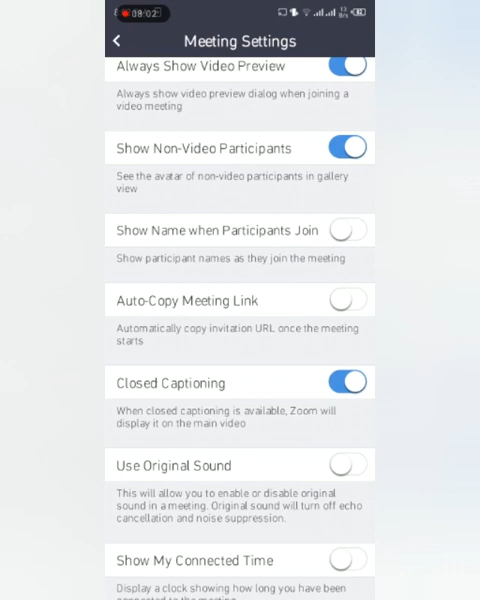 08:02
13
B/s
Meeting Settings
Always Show Video Preview
Always show video preview dialog when joining a
video meeting
Show Non-Video Participants
See the avatar of non-video participants in gallery
view
Show Name when Participants Join
Show participant names as they join the meeting
Auto-Copy Meeting Link
Automatically copy invitation URL once the meeting
starts
Closed Captioning
When closed captioning is available, Zoom will
display it on the main video
Use Original Sound
This will allow you to enable or disable original
sound in a meeting. Original sound will turn off echo
cancellation and noise suppression.
Show My Connected Time
Display a clock showing how long you have been
connected to the meeting